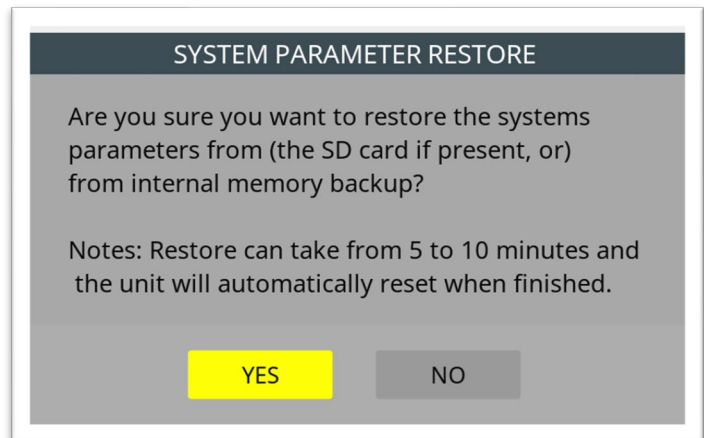 SYSTEM PARAMETER RESTORE
Are you sure you want to restore the systems
parameters from (the SD card if present, or)
from internal memory backup?
Notes: Restore can take from 5 to 10 minutes and
the unit will automatically reset when finished.
YES
NO